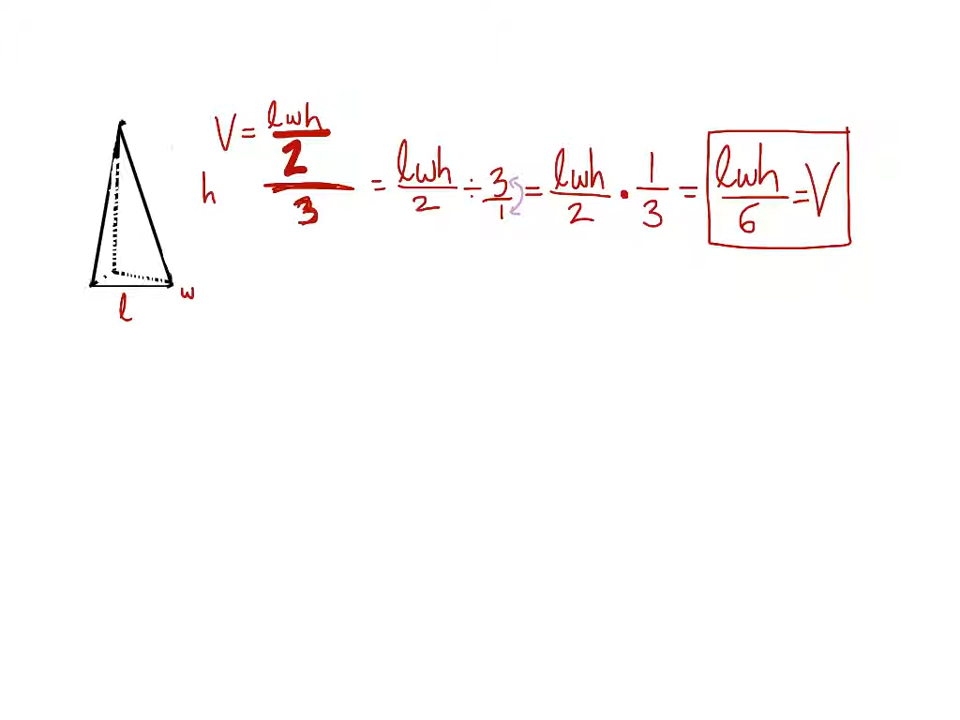 V = lwh/2/3 = lwh/2 ÷ 3/1 = lwh/2 • 1/3 = lwh/6 = V
h
w
l